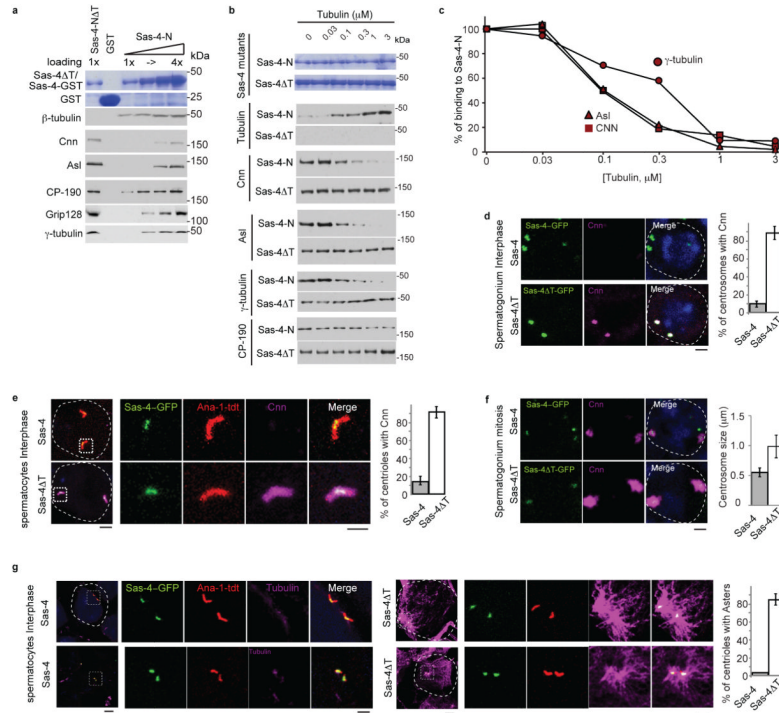 a
Sas-4-NΔT
GST
Sas-4-N
loading 1x 1x -> 4x kDa
Sas-4ΔT/
Sas-4-GST
50
GST
25
β-tubulin
50
Cnn
150
Asl
150
CP-190
150
Grip128
100
γ-tubulin
50
b
Tubulin (µM)
0 0.03 0.1 0.3 1 3 kDa
Sas-4 mutants
Sas-4-N
50
Sas-4ΔT
50
Tubulin
Sas-4-N
50
Sas-4ΔT
50
Cnn
Sas-4-N
150
Sas-4ΔT
150
Asl
Sas-4-N
150
Sas-4ΔT
150
γ-tubulin
Sas-4-N
50
Sas-4ΔT
50
CP-190
Sas-4-N
150
Sas-4ΔT
150
c
% of binding to Sas-4-N
100
80
60
40
20
0
0 0.03 0.1 0.3 1 3
[Tubulin, µM]
γ-tubulin
Asl
CNN
d
Spermatogonium Interphase
Sas-4
Sas-4–GFP Cnn Merge
Sas-4ΔT
Sas-4ΔT-GFP Cnn Merge
% of centrosomes with Cnn
80
40
0
Sas-4
Sas-4ΔT
e
spermatocytes Interphase
Sas-4
Sas-4ΔT
Sas-4–GFP Ana-1-tdt Cnn Merge
% of centrioles with Cnn
80
40
0
Sas-4
Sas-4ΔT
f
Spermatogonium mitosis
Sas-4
Sas-4–GFP Cnn Merge
Sas-4ΔT
Sas-4ΔT-GFP Cnn Merge
Centrosome size (µm)
1.5
1.0
0.5
0
Sas-4
Sas-4ΔT
g
spermatocytes Interphase
Sas-4
Sas-4
Sas-4–GFP Ana-1-tdt Tubulin Merge
Tubulin
Sas-4ΔT
Sas-4ΔT
% of centrioles with Asters
80
40
0
Sas-4
Sas-4ΔT